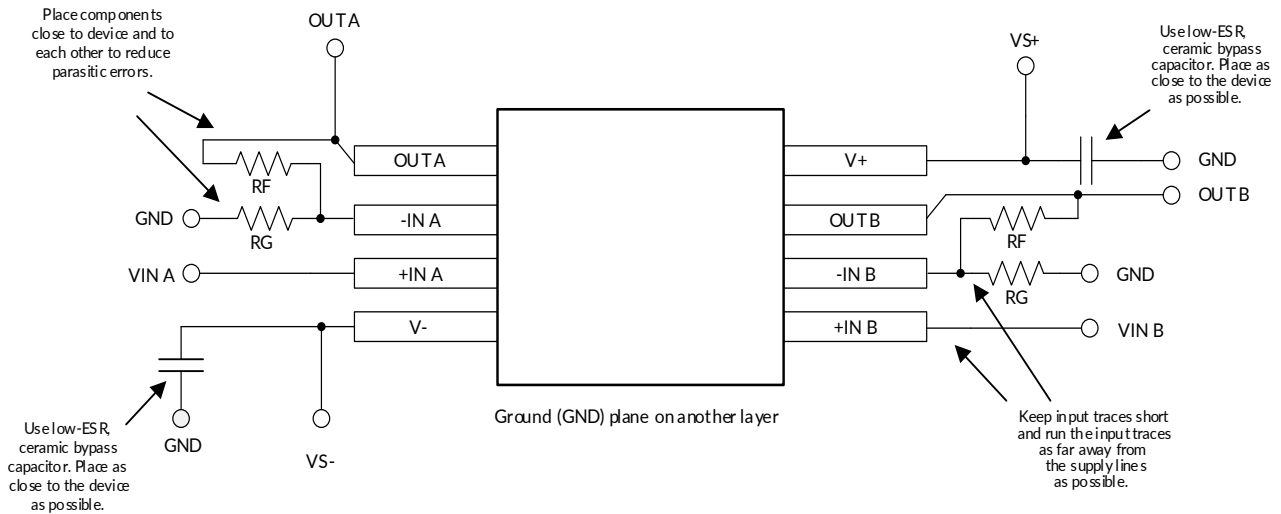 Place components
close to device and to
each other to reduce
parasitic errors.
OUT A
VS+
Use low-ESR,
ceramic bypass
capacitor. Place as
close to the device
as possible.
OUT A
V+
GND
RF
OUT B
GND
-IN A
OUT B
RG
RF
VIN A
+IN A
-IN B
GND
RG
V-
+IN B
VIN B
Ground (GND) plane on another layer
Use low-ESR,
ceramic bypass
capacitor. Place as
close to the device
as possible.
GND
VS-
Keep input traces short
and run the input traces
as far away from
the supply lines
as possible.